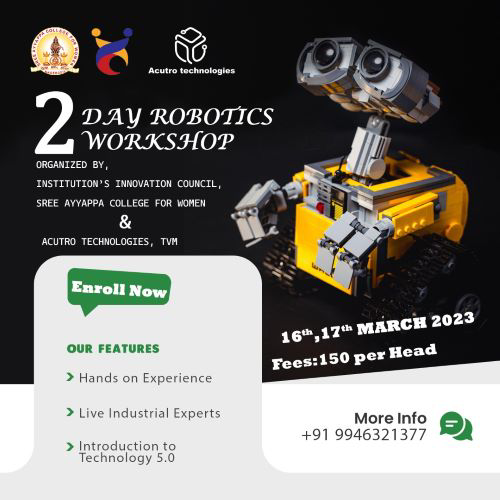 Acutro technologies
2 DAY ROBOTICS
WORKSHOP
ORGANIZED BY,
INSTITUTION'S INNOVATION COUNCIL,
SREE AYYAPPA COLLEGE FOR WOMEN
&
ACUTRO TECHNOLOGIES, TVM
Enroll Now
OUR FEATURES
Hands on Experience
Live Industrial Experts
Introduction to
Technology 5.0
16th,17th MARCH 2023
Fees:150 per Head
More Info
+91 9946321377